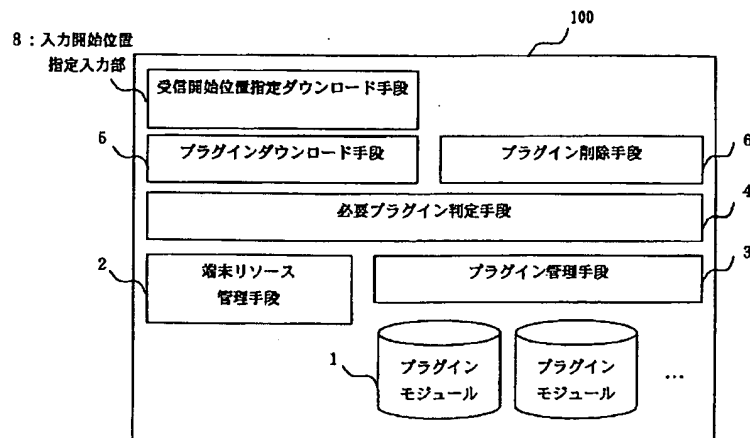 100
8：入力開始位置
指定入力部
受信開始位置指定ダウンロード手段
5
プラグインダウンロード手段
プラグイン削除手段
6
必要プラグイン判定手段
4
2
端末リソース
管理手段
プラグイン管理手段
3
1
プラグイン
モジュール
プラグイン
モジュール
…